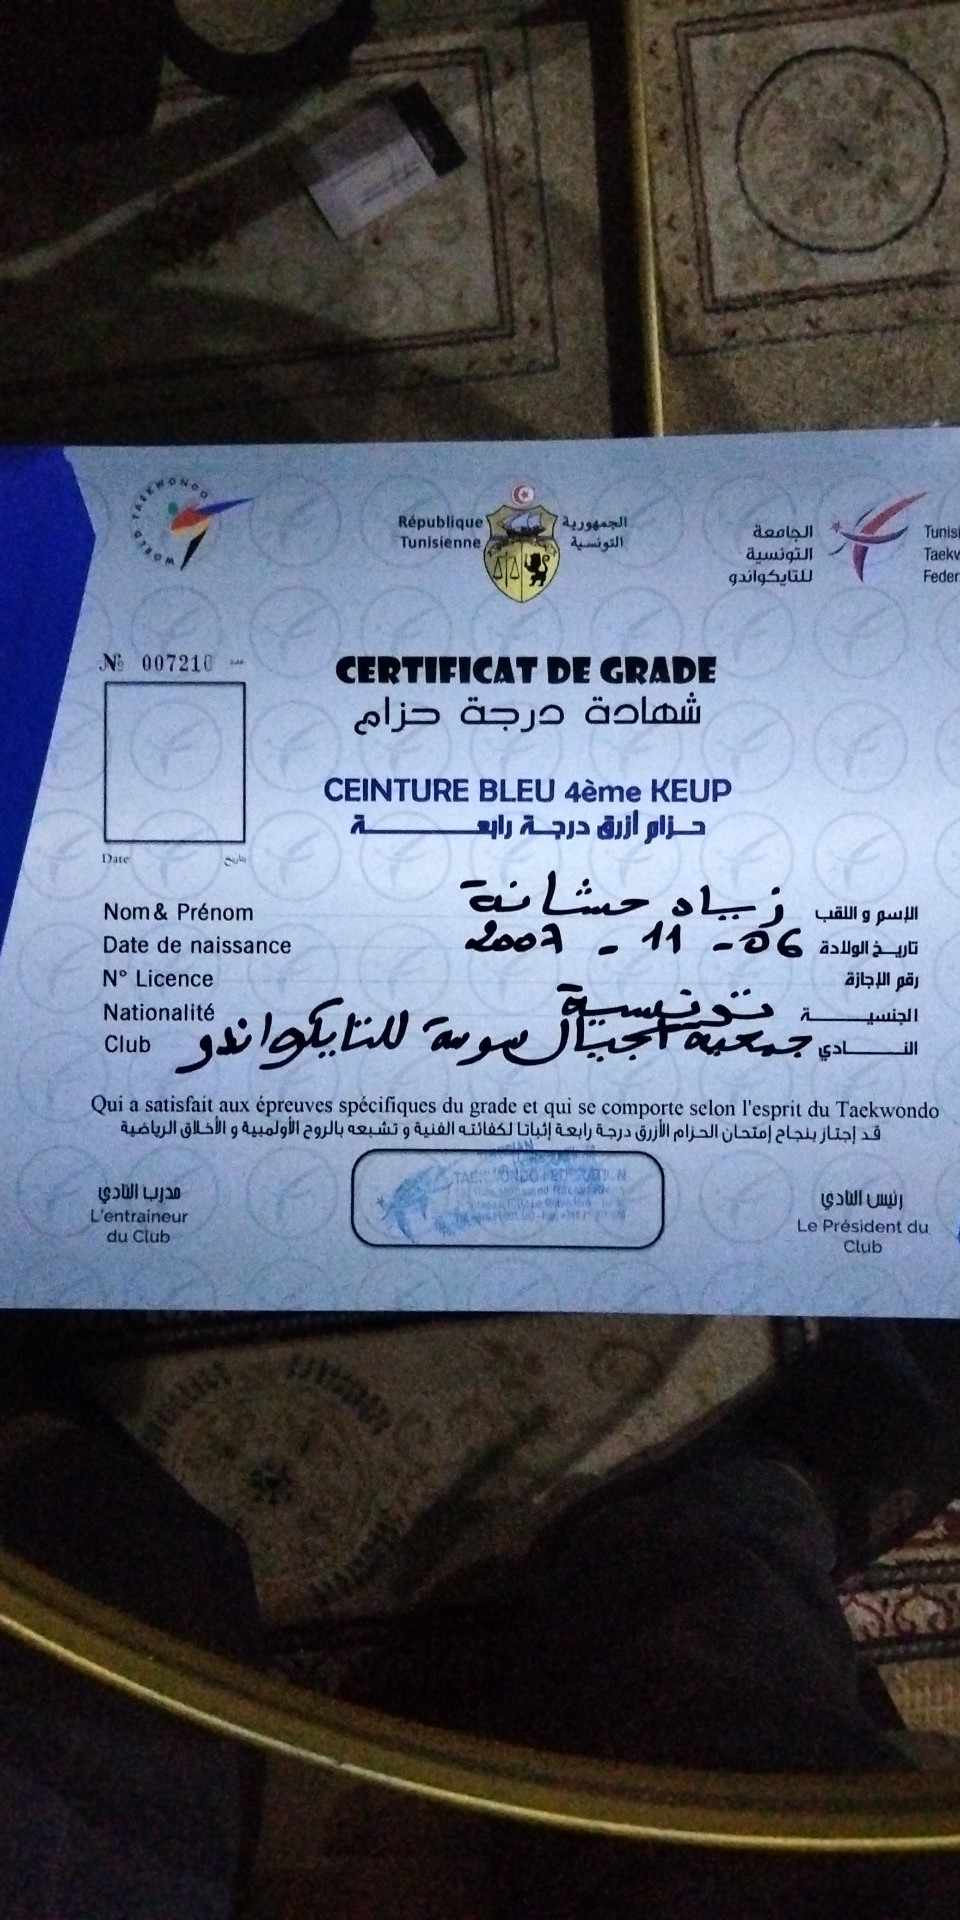 WORLD TAEKWONDO
République Tunisienne
الجمهورية التونسية
الجامعة التونسية للتايكواندو
№ 007210
CERTIFICAT DE GRADE
شهادة درجة حزام
CEINTURE BLEU 4ème KEUP
حزام أزرق درجة رابعة
Date تاريخ
Nom & Prénom زياد حشانة الإسم و اللقب
Date de naissance 2007 - 11 - 06 تاريخ الولادة
N° Licence رقم الإجازة
Nationalité تونسية الجنسية
Club جمعية أجيال سوسة للتايكواندو النادي
Qui a satisfait aux épreuves spécifiques du grade et qui se comporte selon l'esprit du Taekwondo
قد إجتاز بنجاح إمتحان الحزام الأزرق درجة رابعة إثباتا لكفائته الفنية و تشبعه بالروح الأولمبية و الأخلاق الرياضية
مدرب النادي
L'entraineur du Club
رئيس النادي
Le Président du Club